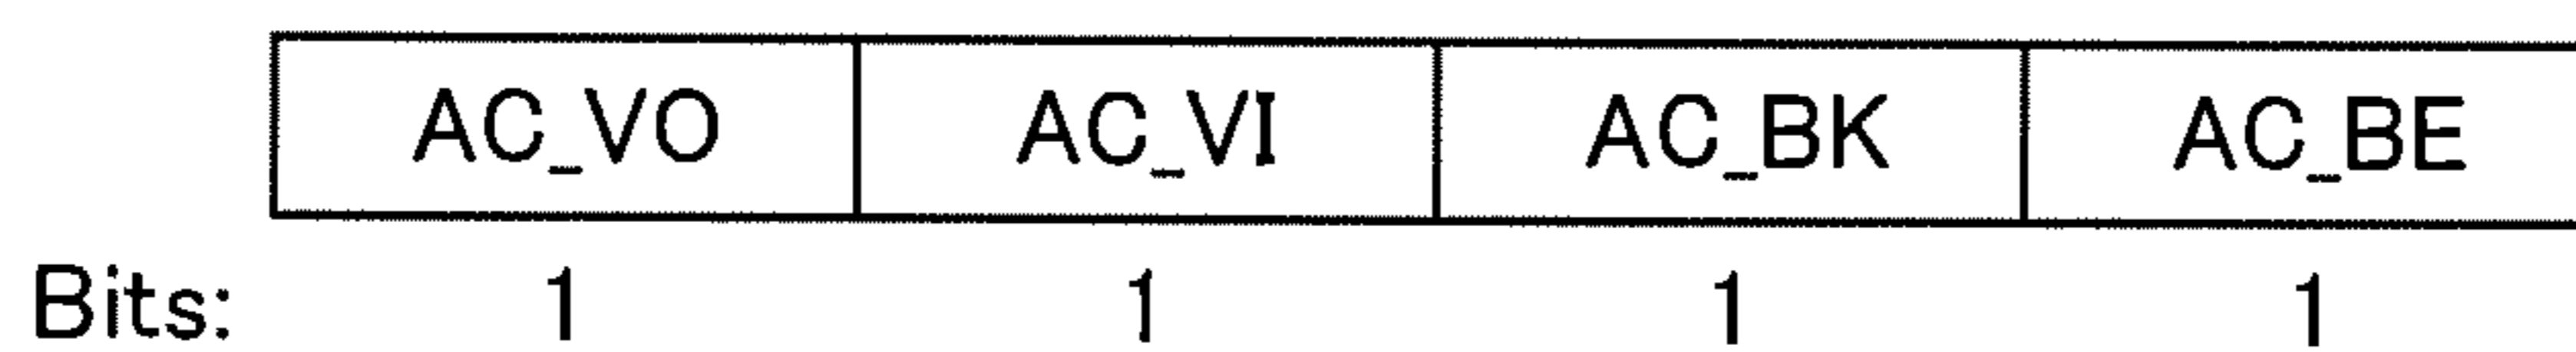 AC_VO AC_VI AC_BK AC_BE
Bits: 1 1 1 1